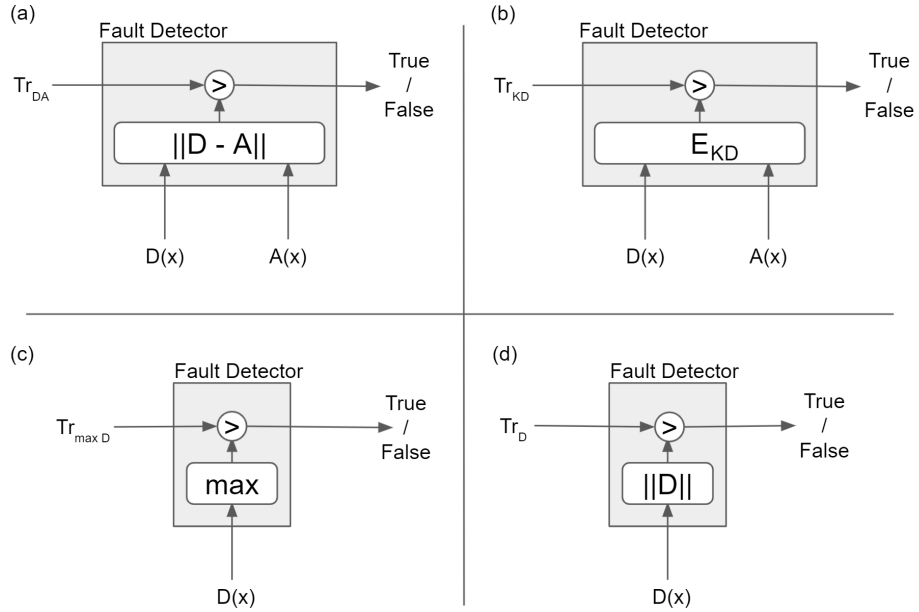 (a)
Fault Detector
Tr_DA
>
True
/
False
||D - A||
D(x)
A(x)
(b)
Fault Detector
Tr_KD
>
True
/
False
E_KD
D(x)
A(x)
(c)
Fault Detector
Tr_max D
>
True
/
False
max
D(x)
(d)
Fault Detector
Tr_D
>
True
/
False
||D||
D(x)